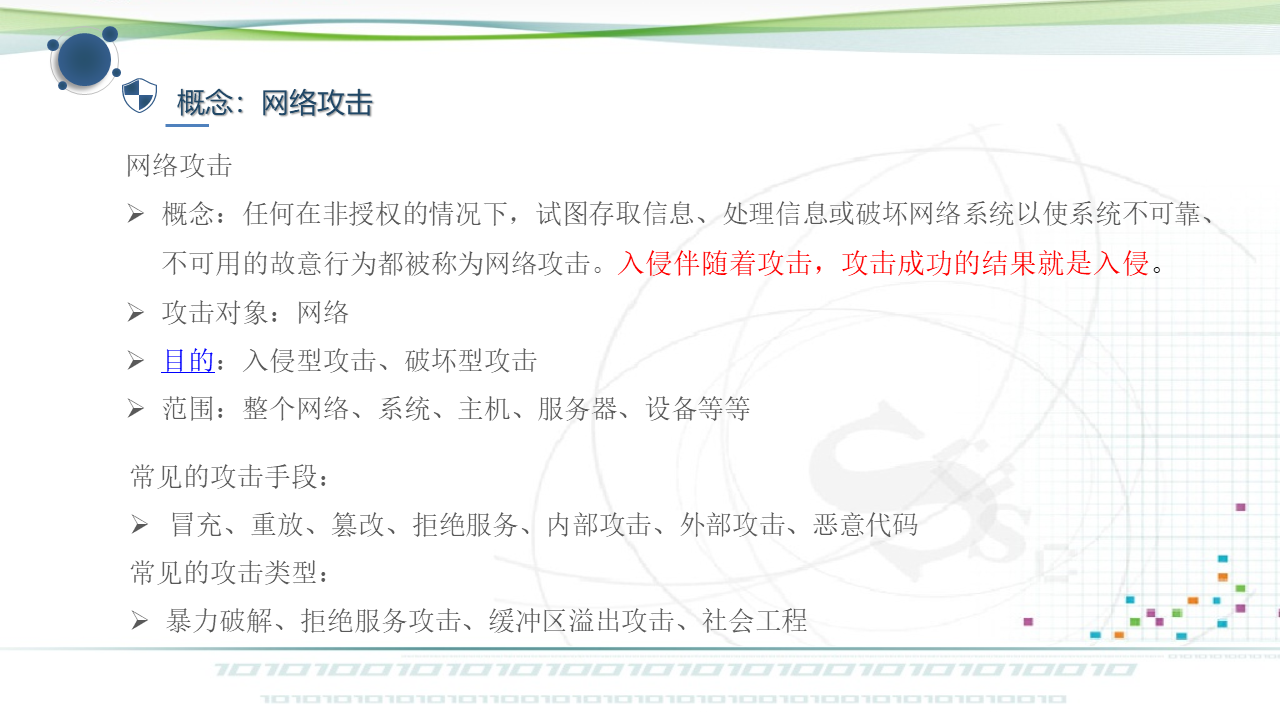 概念：网络攻击
网络攻击
➢ 概念：任何在非授权的情况下，试图存取信息、处理信息或破坏网络系统以使系统不可靠、
不可用的故意行为都被称为网络攻击。入侵伴随着攻击，攻击成功的结果就是入侵。
➢ 攻击对象：网络
➢ 目的：入侵型攻击、破坏型攻击
➢ 范围：整个网络、系统、主机、服务器、设备等等
常见的攻击手段：
➢ 冒充、重放、篡改、拒绝服务、内部攻击、外部攻击、恶意代码
常见的攻击类型：
➢ 暴力破解、拒绝服务攻击、缓冲区溢出攻击、社会工程